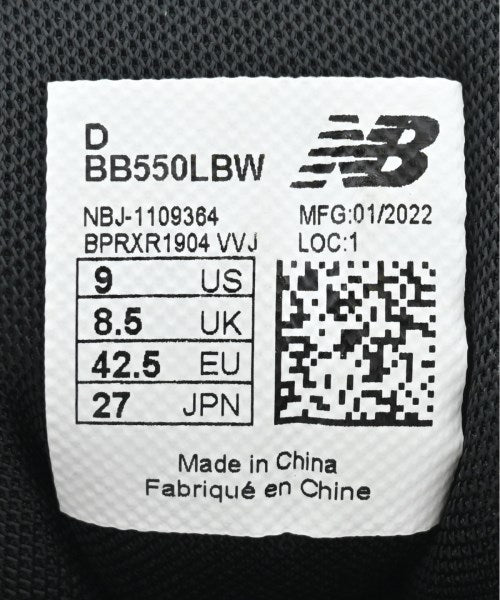 D
BB550LBW
NB
NBJ-1109364
MFG:01/2022
BPRXR1904 VVJ
LOC:1
9 US
8.5 UK
42.5 EU
27 JPN
Made in China
Fabriqué en Chine